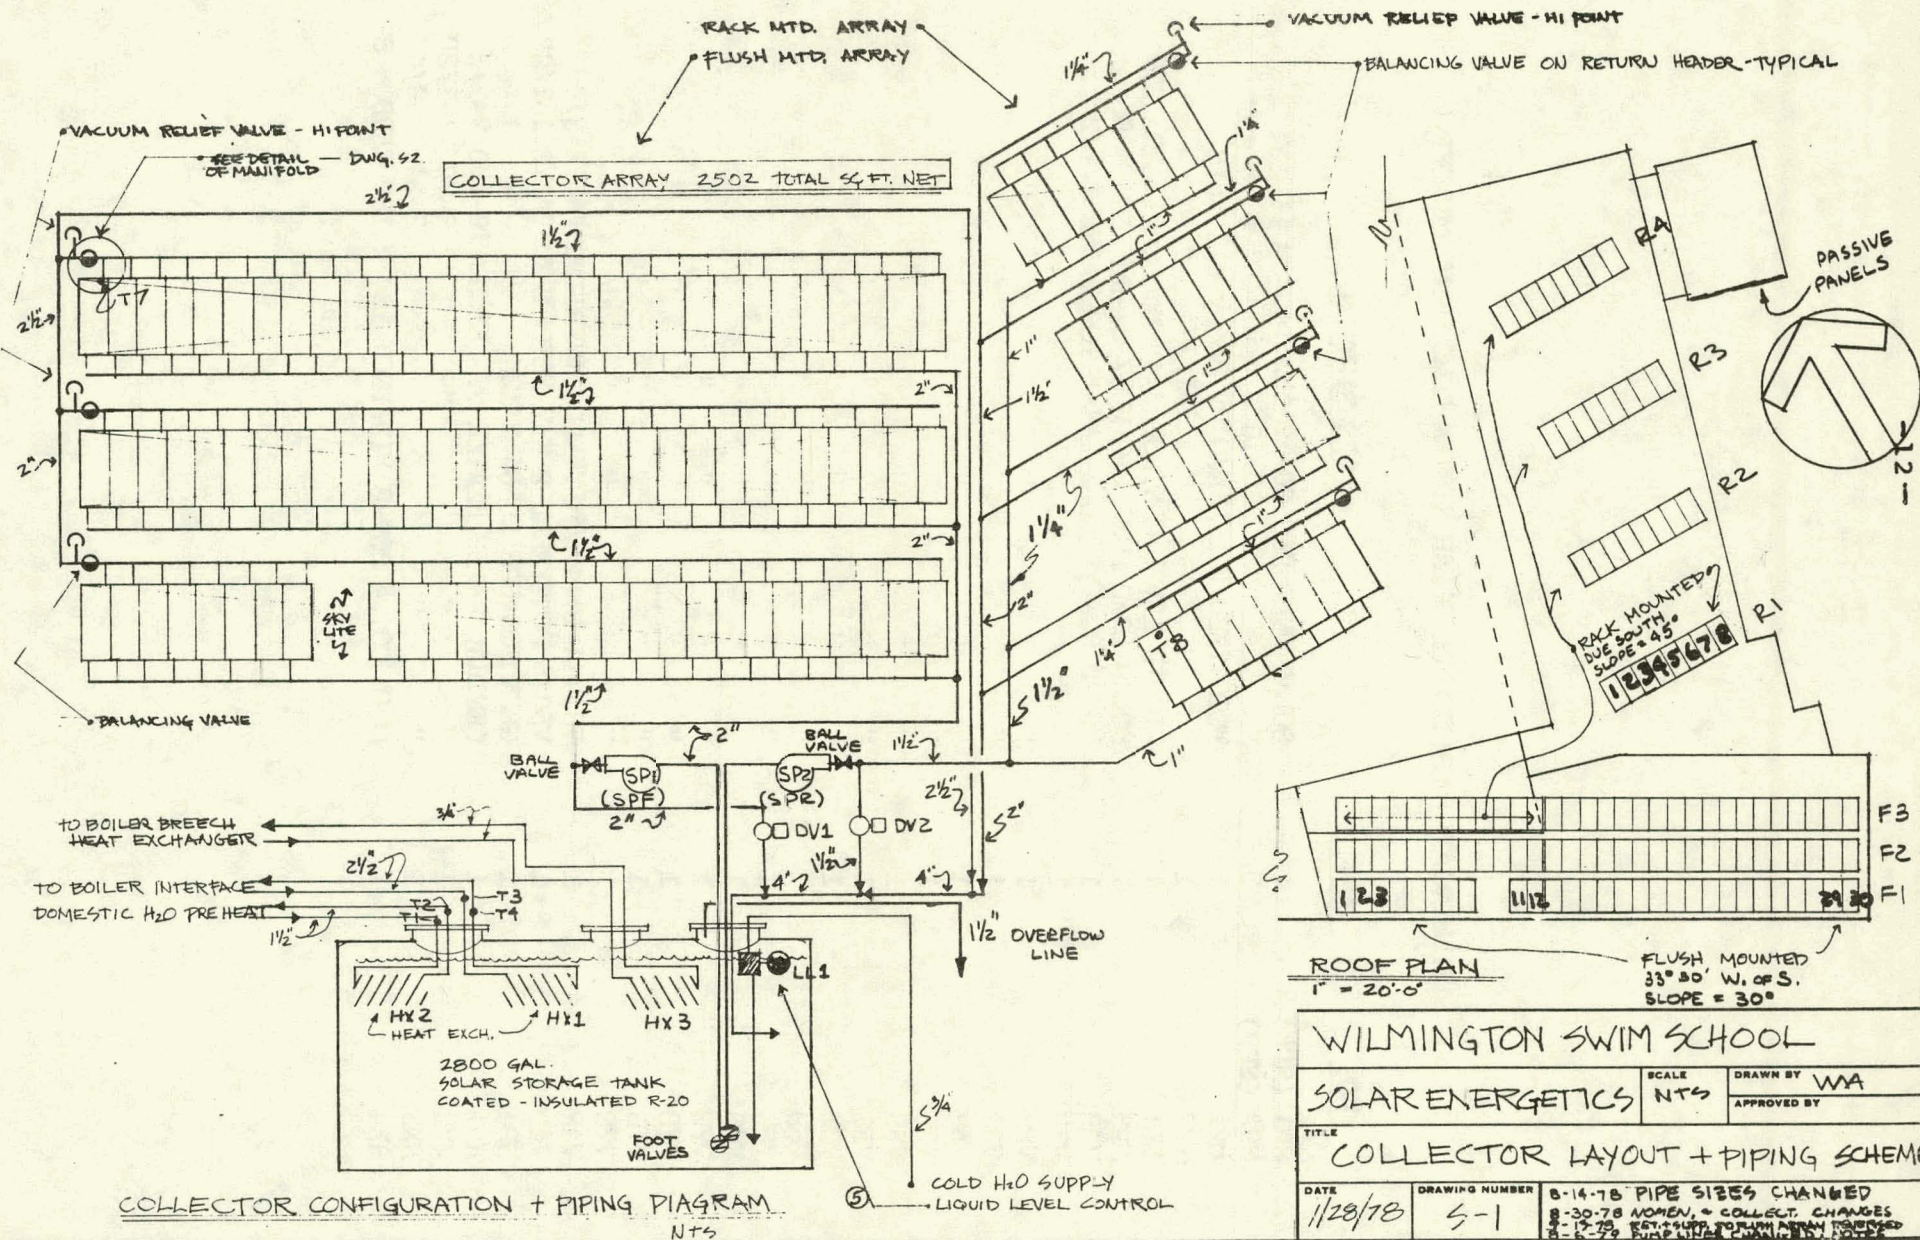 RACK MTD. ARRAY
FLUSH MTD. ARRAY
VACUUM RELIEF VALVE - HI POINT
BALANCING VALVE ON RETURN HEADER - TYPICAL
VACUUM RELIEF VALVE - HI POINT
SEE DETAIL — DWG. S2
OF MANIFOLD
COLLECTOR ARRAY 2502 TOTAL SQ FT. NET
2½"
1½"
T7
2½"
1½"
2"
2"
1½"
2"
SKY
LITE
1½"
BALANCING VALVE
1¼"
1¼"
1"
1"
1"
1"
1½"
1¼"
2"
1¼"
T8
1½"
1"
RA
R3
R2
R1
PASSIVE
PANELS
-12-
RACK MOUNTED
DUE SOUTH
SLOPE = 45°
1 2 3 4 5 6 7 8
2"
BALL
VALVE
SP1
(SPF)
2"
BALL
VALVE
SP2
(SPR)
1½"
2½"
2"
DV1
DV2
1½"
4"
4"
1½" OVERFLOW
LINE
TO BOILER BREECH
HEAT EXCHANGER
3/4"
TO BOILER INTERFACE
2½"
DOMESTIC H2O PREHEAT
1½"
T1
T2
T3
T4
HX2
HX1
HX3
HEAT EXCH.
LL1
2800 GAL.
SOLAR STORAGE TANK
COATED - INSULATED R-20
FOOT
VALVES
3/4
COLD H2O SUPPLY
5 LIQUID LEVEL CONTROL
COLLECTOR CONFIGURATION + PIPING DIAGRAM
NTS
F3
F2
F1
1 2 3 11 12 29 30
ROOF PLAN
1" = 20'-0"
FLUSH MOUNTED
33° 30' W. OF S.
SLOPE = 30°
WILMINGTON SWIM SCHOOL
SOLAR ENERGETICS
SCALE
NTS
DRAWN BY WA
APPROVED BY
TITLE
COLLECTOR LAYOUT + PIPING SCHEME
DATE
1/28/78
DRAWING NUMBER
S-1
8-14-78 PIPE SIZES CHANGED
8-30-78 NOMEN, + COLLECT. CHANGES